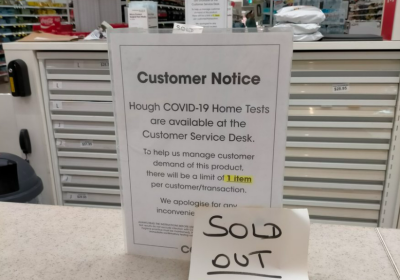 Customer Notice
Hough COVID-19 Home Tests
are available at the
Customer Service Desk.
To help us manage customer
demand of this product,
there will be a limit of 1 item
per customer/transaction.
We apologise for any
SOLD
OUT